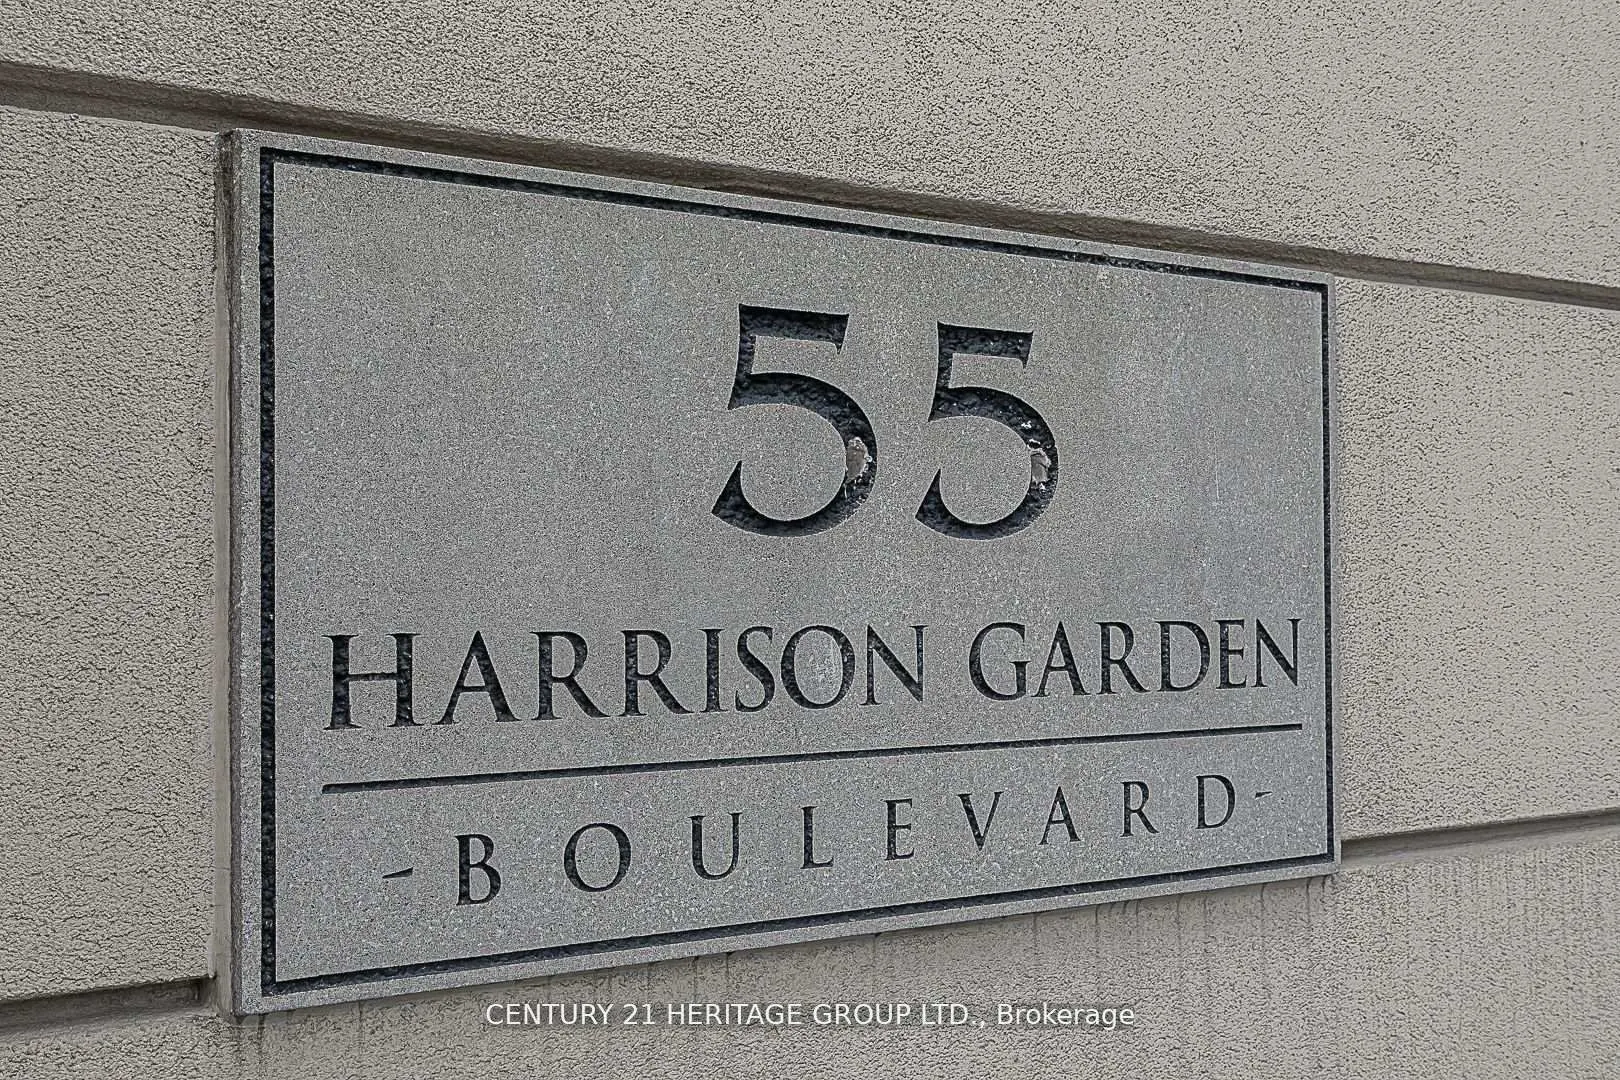 55
HARRISON GARDEN
-BOULEVARD-
CENTURY 21 HERITAGE GROUP LTD., Brokerage